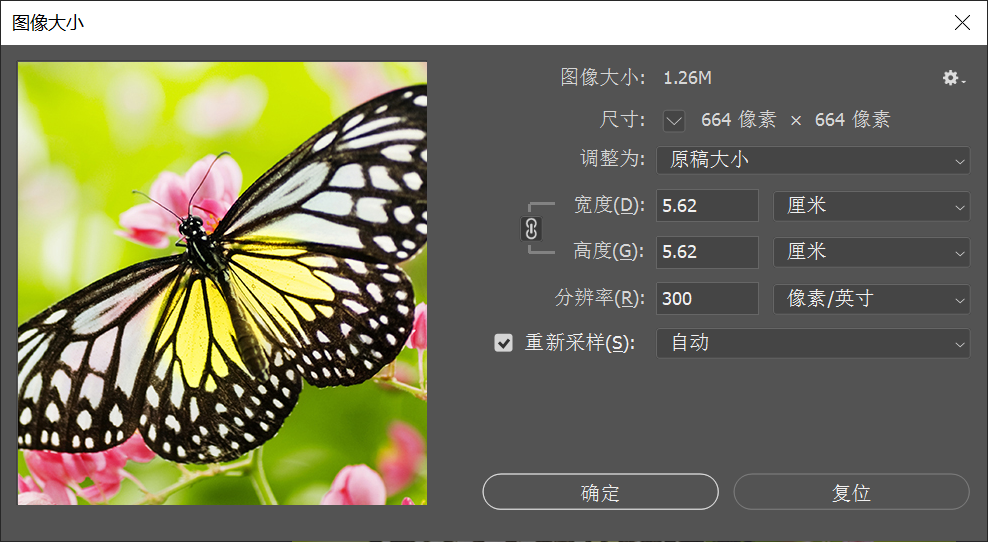 图像大小
图像大小: 1.26M
尺寸: 664 像素 × 664 像素
调整为: 原稿大小
宽度(D): 5.62 厘米
高度(G): 5.62 厘米
分辨率(R): 300 像素/英寸
重新采样(S): 自动
确定 复位